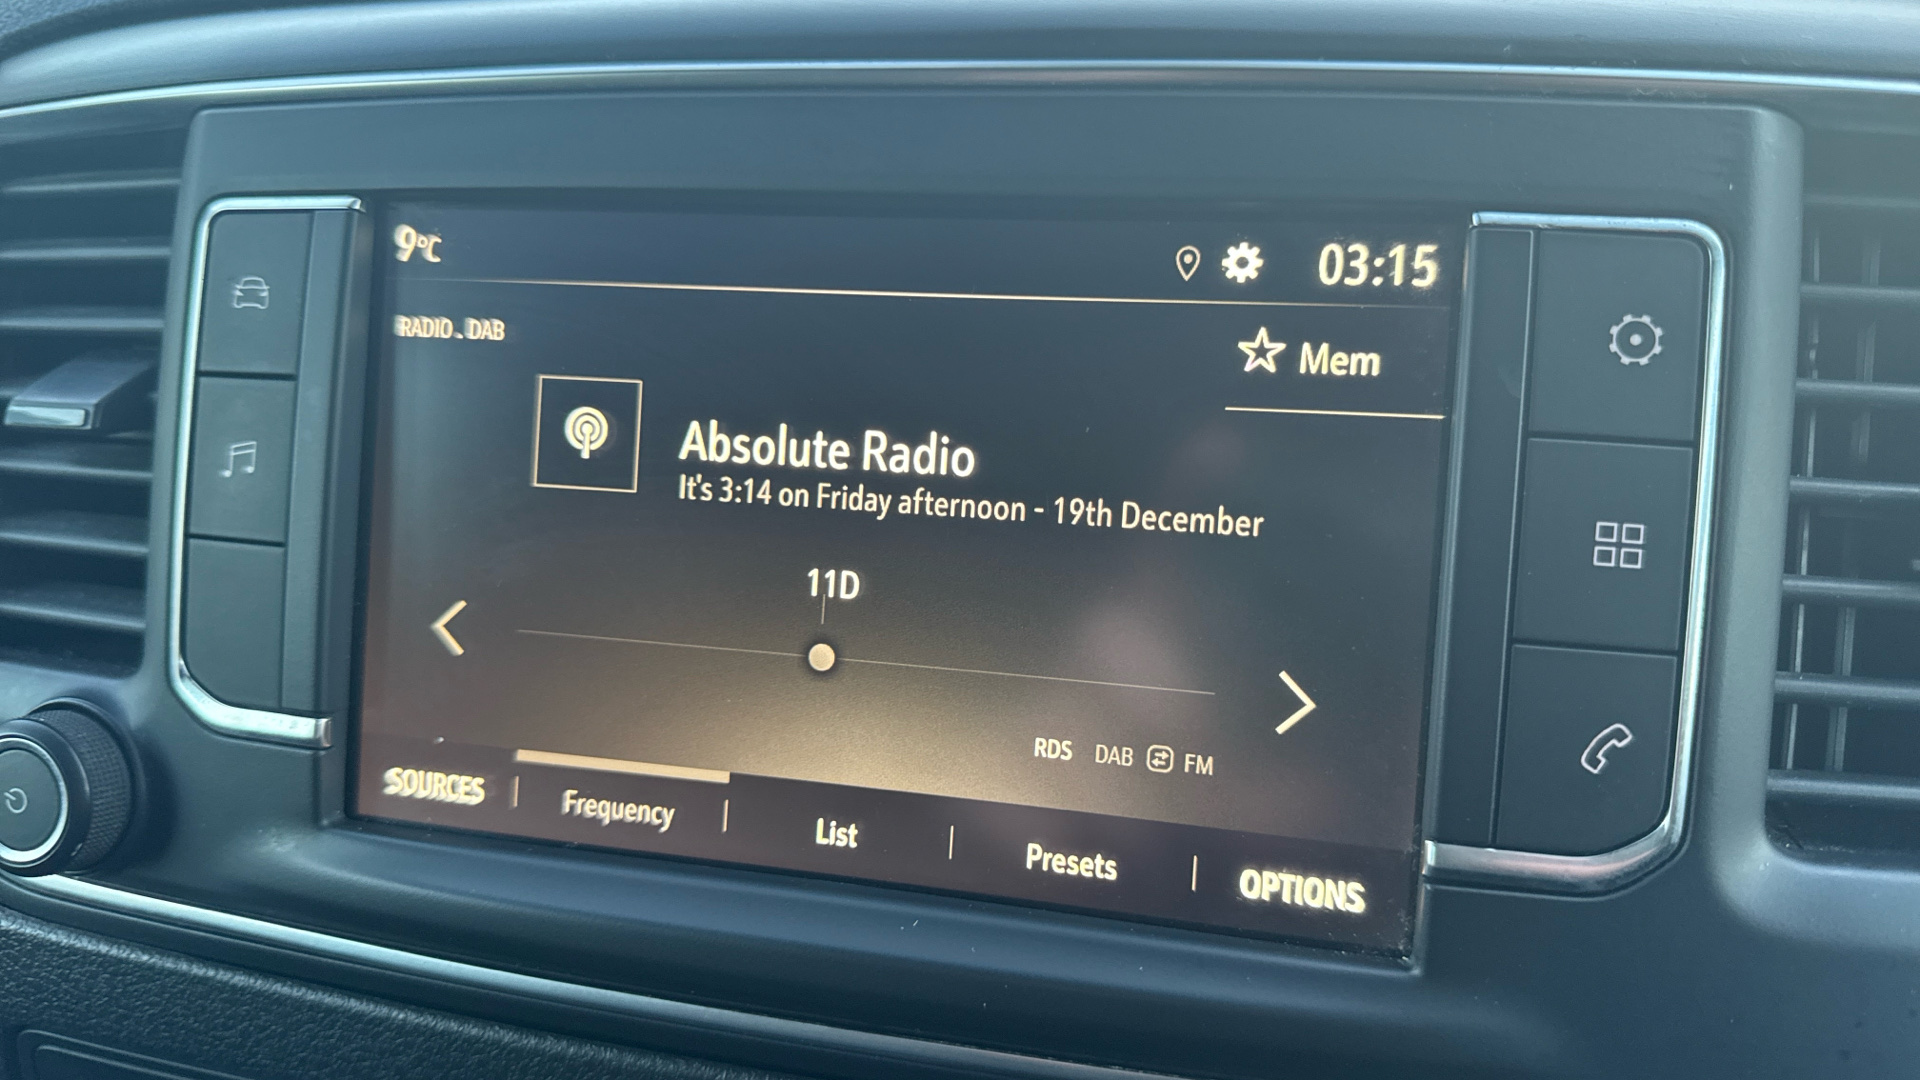 9°C
03:15
RADIO . DAB
Mem
Absolute Radio
It's 3:14 on Friday afternoon - 19th December
11D
RDS DAB FM
SOURCES Frequency List Presets OPTIONS